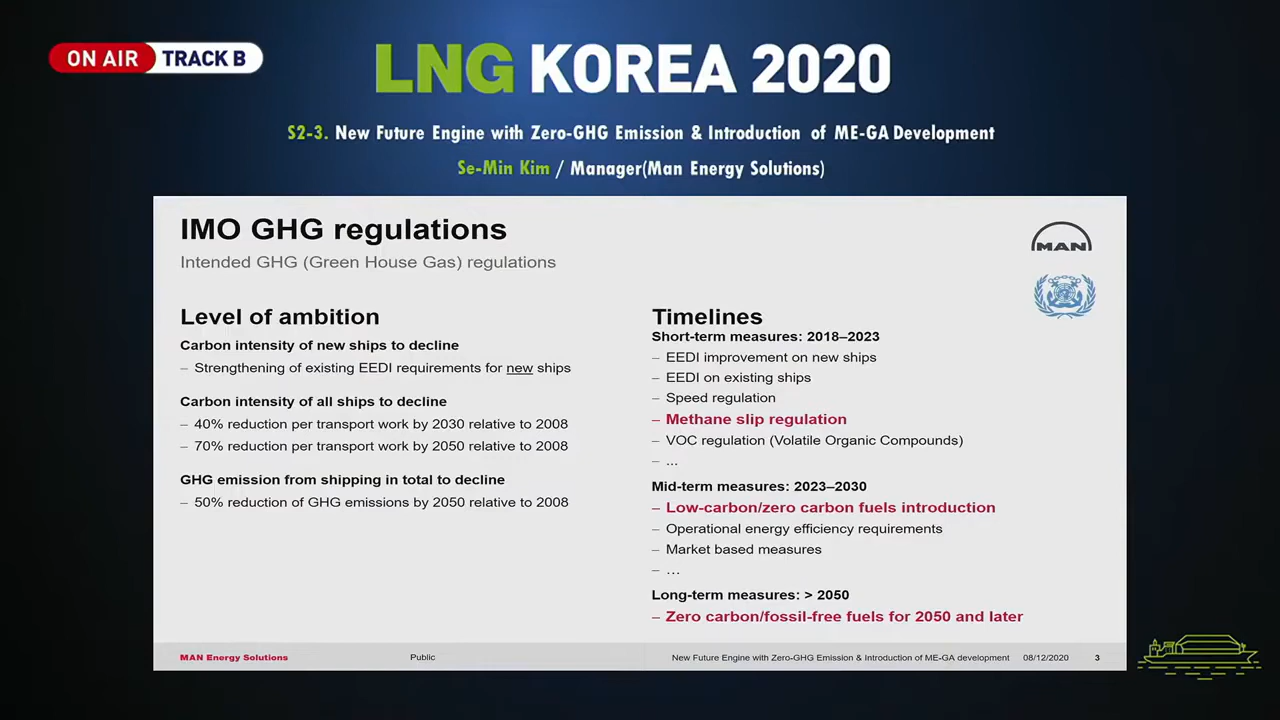 ON AIR TRACK B
LNG KOREA 2020
S2-3. New Future Engine with Zero-GHG Emission & Introduction of ME-GA Development
Se-Min Kim / Manager(Man Energy Solutions)
IMO GHG regulations
Intended GHG (Green House Gas) regulations
MAN
Level of ambition
Carbon intensity of new ships to decline
– Strengthening of existing EEDI requirements for new ships
Carbon intensity of all ships to decline
– 40% reduction per transport work by 2030 relative to 2008
– 70% reduction per transport work by 2050 relative to 2008
GHG emission from shipping in total to decline
– 50% reduction of GHG emissions by 2050 relative to 2008
Timelines
Short-term measures: 2018–2023
– EEDI improvement on new ships
– EEDI on existing ships
– Speed regulation
– Methane slip regulation
– VOC regulation (Volatile Organic Compounds)
– ...
Mid-term measures: 2023–2030
– Low-carbon/zero carbon fuels introduction
– Operational energy efficiency requirements
– Market based measures
– …
Long-term measures: > 2050
– Zero carbon/fossil-free fuels for 2050 and later
MAN Energy Solutions
Public
New Future Engine with Zero-GHG Emission & Introduction of ME-GA development 08/12/2020 3